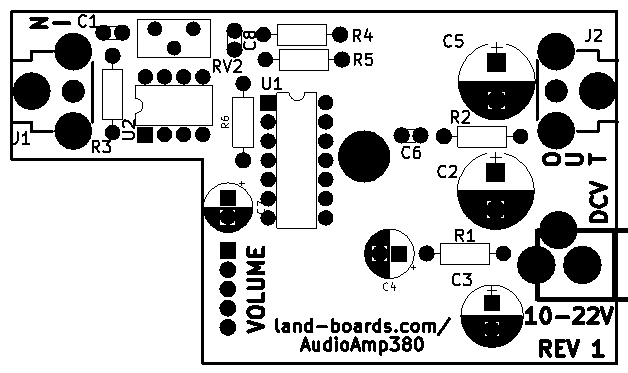 IN
C1
C8
R4
R5
C5
J2
RV2
U1
J1
R3
U2
R6
C6
R2
OUT
C2
C7
DCV
R1
C4
C3
VOLUME
10-22V
land-boards.com/
AudioAmp380
REV 1